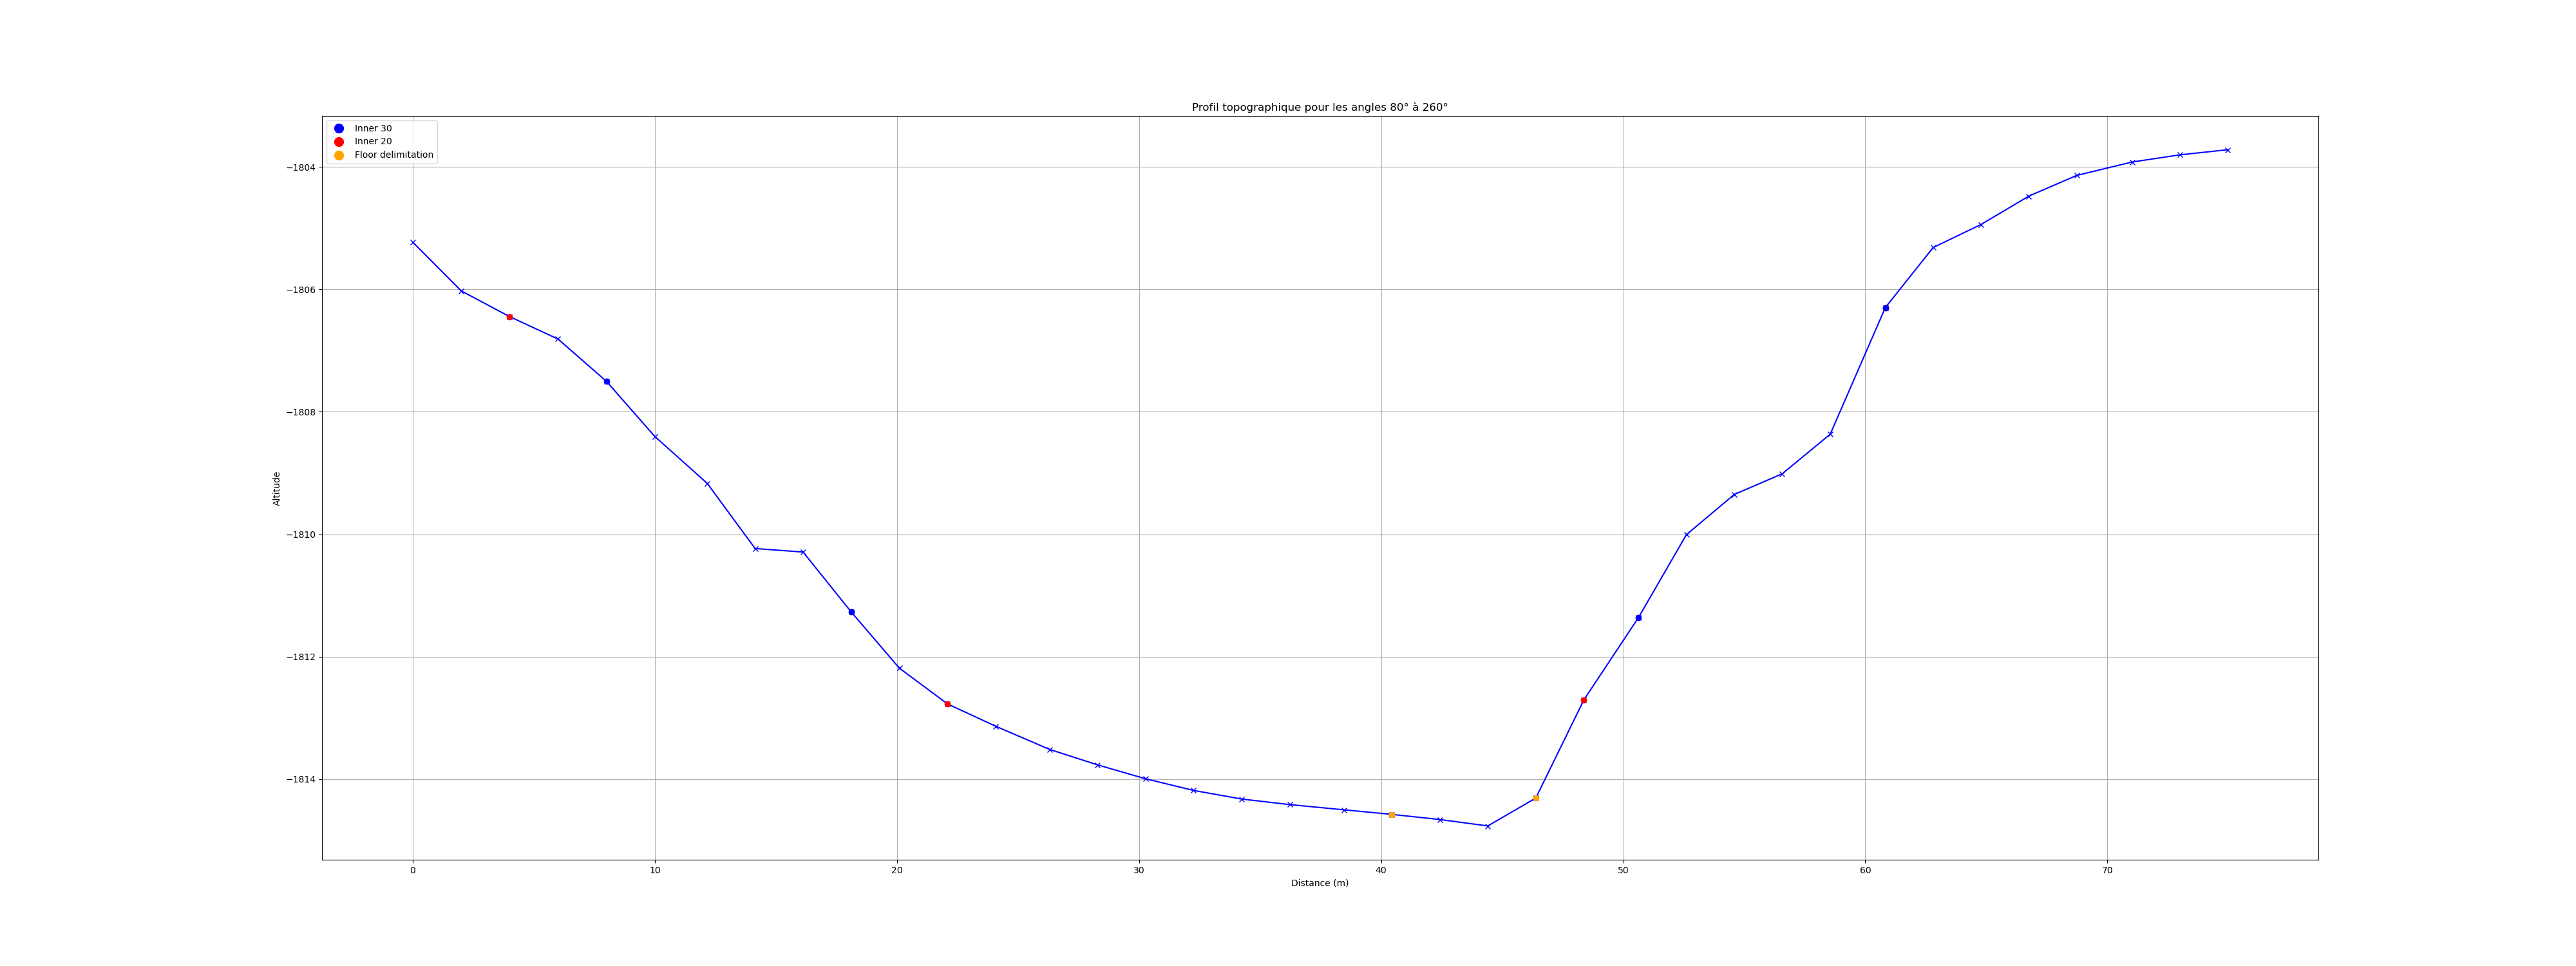 Profil topographique pour les angles 80° à 260°
Inner 30
Inner 20
Floor delimitation
−1804
−1806
−1808
−1810
−1812
−1814
Altitude
0 10 20 30 40 50 60 70
Distance (m)